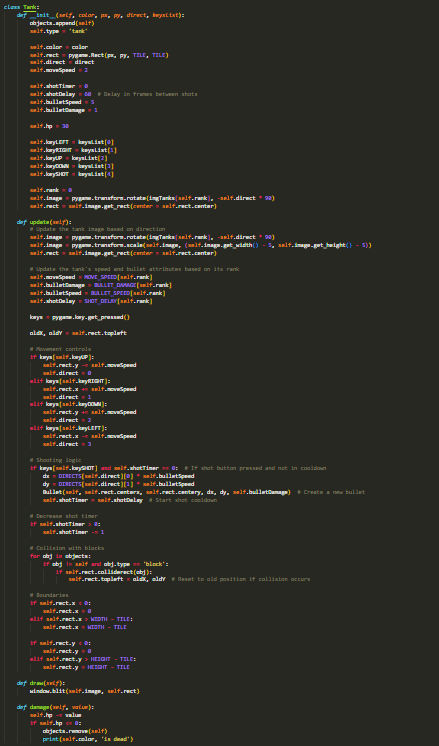 class Tank:
def __init__(self, color, px, py, direct, keysList):
objects.append(self)
self.type = 'tank'
self.color = color
self.rect = pygame.Rect(px, py, TILE, TILE)
self.direct = direct
self.moveSpeed = 2
self.shotTimer = 0
self.shotDelay = 60 # Delay in frames between shots
self.bulletSpeed = 5
self.bulletDamage = 1
self.hp = 30
self.keyLEFT = keysList[0]
self.keyRIGHT = keysList[1]
self.keyUP = keysList[2]
self.keyDOWN = keysList[3]
self.keySHOT = keysList[4]
self.rank = 0
self.image = pygame.transform.rotate(imgTanks[self.rank], -self.direct * 90)
self.rect = self.image.get_rect(center = self.rect.center)
def update(self):
# Update the tank image based on direction
self.image = pygame.transform.rotate(imgTanks[self.rank], -self.direct * 90)
self.image = pygame.transform.scale(self.image, (self.image.get_width() - 5, self.image.get_height() - 5))
self.rect = self.image.get_rect(center = self.rect.center)
# Update the tank's speed and bullet attributes based on its rank
self.moveSpeed = MOVE_SPEED[self.rank]
self.bulletDamage = BULLET_DAMAGE[self.rank]
self.bulletSpeed = BULLET_SPEED[self.rank]
self.shotDelay = SHOT_DELAY[self.rank]
keys = pygame.key.get_pressed()
oldX, oldY = self.rect.topleft
# Movement controls
if keys[self.keyUP]:
self.rect.y -= self.moveSpeed
self.direct = 0
elif keys[self.keyRIGHT]:
self.rect.x += self.moveSpeed
self.direct = 1
elif keys[self.keyDOWN]:
self.rect.y += self.moveSpeed
self.direct = 2
elif keys[self.keyLEFT]:
self.rect.x -= self.moveSpeed
self.direct = 3
# Shooting logic
if keys[self.keySHOT] and self.shotTimer == 0: # If shot button pressed and not in cooldown
dx = DIRECTS[self.direct][0] * self.bulletSpeed
dy = DIRECTS[self.direct][1] * self.bulletSpeed
Bullet(self, self.rect.centerx, self.rect.centery, dx, dy, self.bulletDamage) # Create a new bullet
self.shotTimer = self.shotDelay # Start shot cooldown
# Decrease shot timer
if self.shotTimer > 0:
self.shotTimer -= 1
# Collision with blocks
for obj in objects:
if obj != self and obj.type == 'block':
if self.rect.colliderect(obj):
self.rect.topleft = oldX, oldY # Reset to old position if collision occurs
# Boundaries
if self.rect.x < 0:
self.rect.x = 0
elif self.rect.x > WIDTH - TILE:
self.rect.x = WIDTH - TILE
if self.rect.y < 0:
self.rect.y = 0
elif self.rect.y > HEIGHT - TILE:
self.rect.y = HEIGHT - TILE
def draw(self):
window.blit(self.image, self.rect)
def damage(self, value):
self.hp -= value
if self.hp <= 0:
objects.remove(self)
print(self.color, 'is dead')